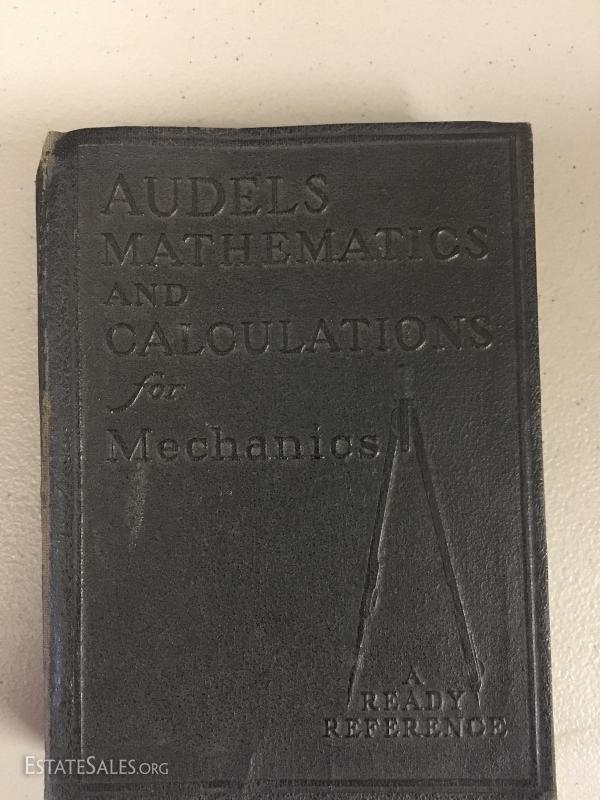 AUDELS
MATHEMATICS
AND
CALCULATIONS
for
Mechanics
A
READY
REFERENCE
ESTATESALES.ORG